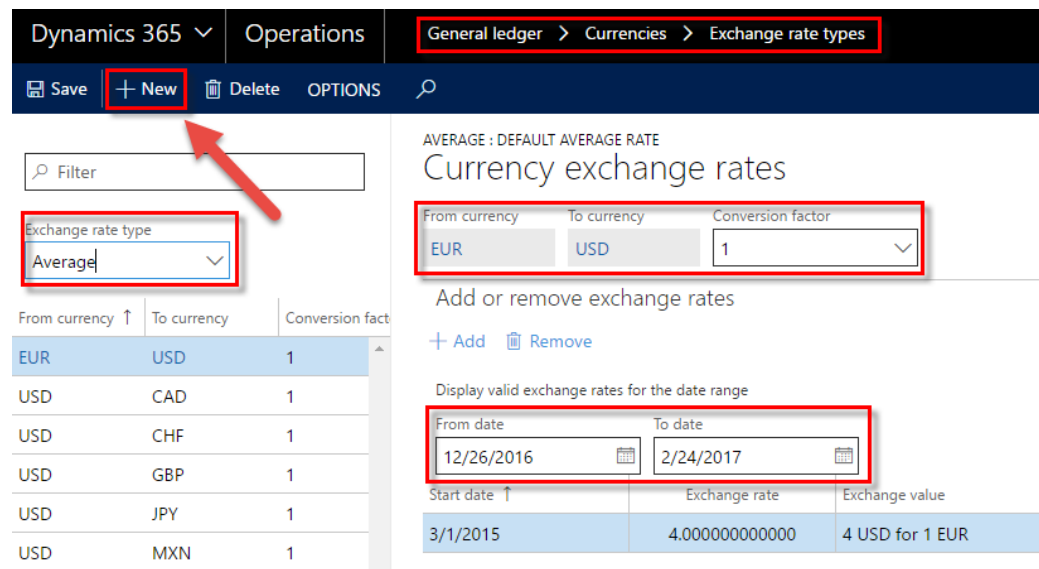 Dynamics 365 Operations General ledger > Currencies > Exchange rate types
Save + New Delete OPTIONS
Filter
Exchange rate type
Average
From currency ↑ To currency Conversion fact
EUR USD 1
USD CAD 1
USD CHF 1
USD GBP 1
USD JPY 1
USD MXN 1
AVERAGE : DEFAULT AVERAGE RATE
Currency exchange rates
From currency To currency Conversion factor
EUR USD 1
Add or remove exchange rates
+ Add Remove
Display valid exchange rates for the date range
From date To date
12/26/2016 2/24/2017
Start date ↑ Exchange rate Exchange value
3/1/2015 4.000000000000 4 USD for 1 EUR